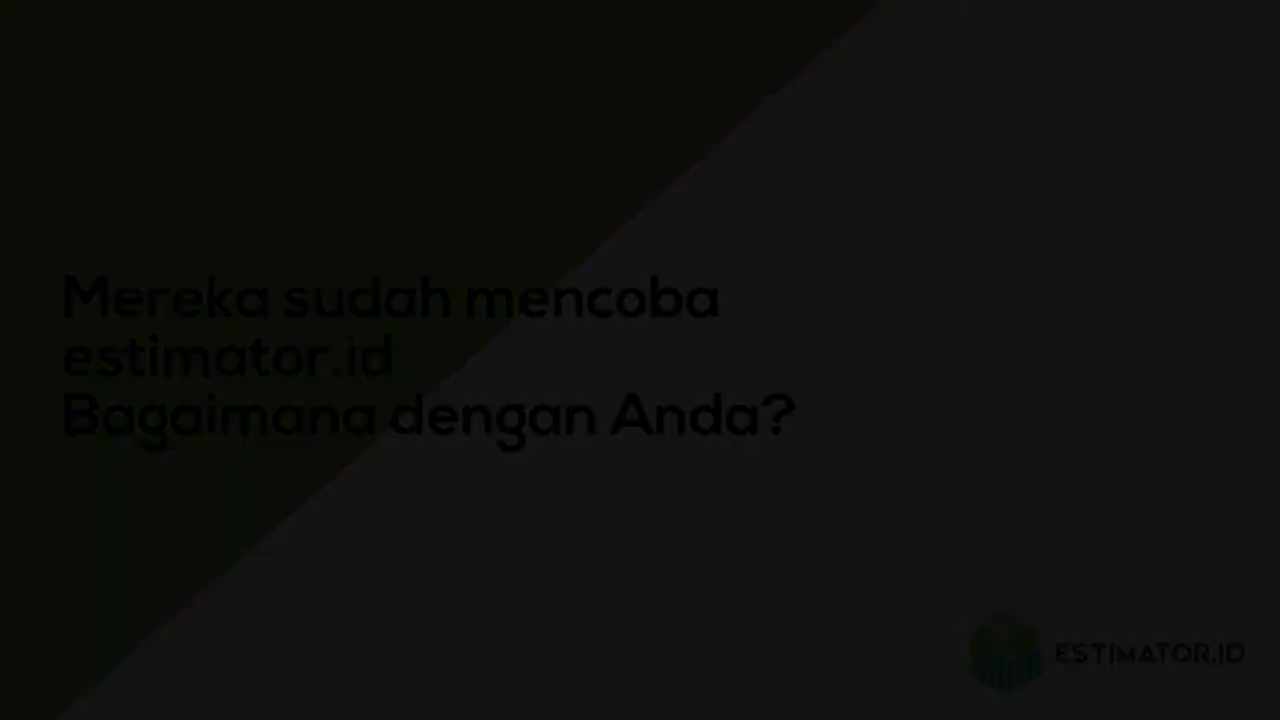 Mereka sudah mencoba
estimator.id
Bagaimana dengan Anda?
ESTIMATOR.ID